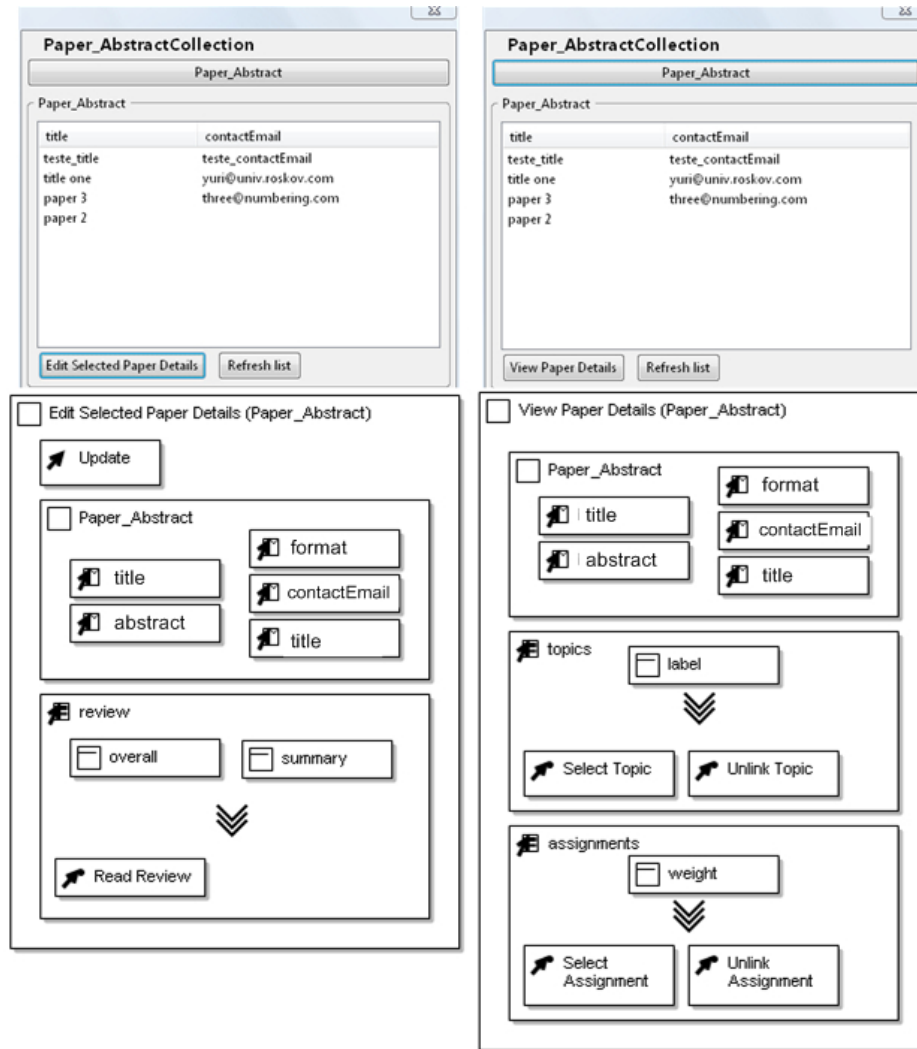 Paper_AbstractCollection
Paper_Abstract
Paper_Abstract
title contactEmail
teste_title teste_contactEmail
title one yuri@univ.roskov.com
paper 3 three@numbering.com
paper 2
Edit Selected Paper Details Refresh list
Edit Selected Paper Details (Paper_Abstract)
Update
Paper_Abstract
title
abstract
format
contactEmail
title
review
overall
summary
Read Review
Paper_AbstractCollection
Paper_Abstract
Paper_Abstract
title contactEmail
teste_title teste_contactEmail
title one yuri@univ.roskov.com
paper 3 three@numbering.com
paper 2
View Paper Details Refresh list
View Paper Details (Paper_Abstract)
Paper_Abstract
title
abstract
format
contactEmail
title
topics
label
Select Topic
Unlink Topic
assignments
weight
Select
Assignment
Unlink
Assignment